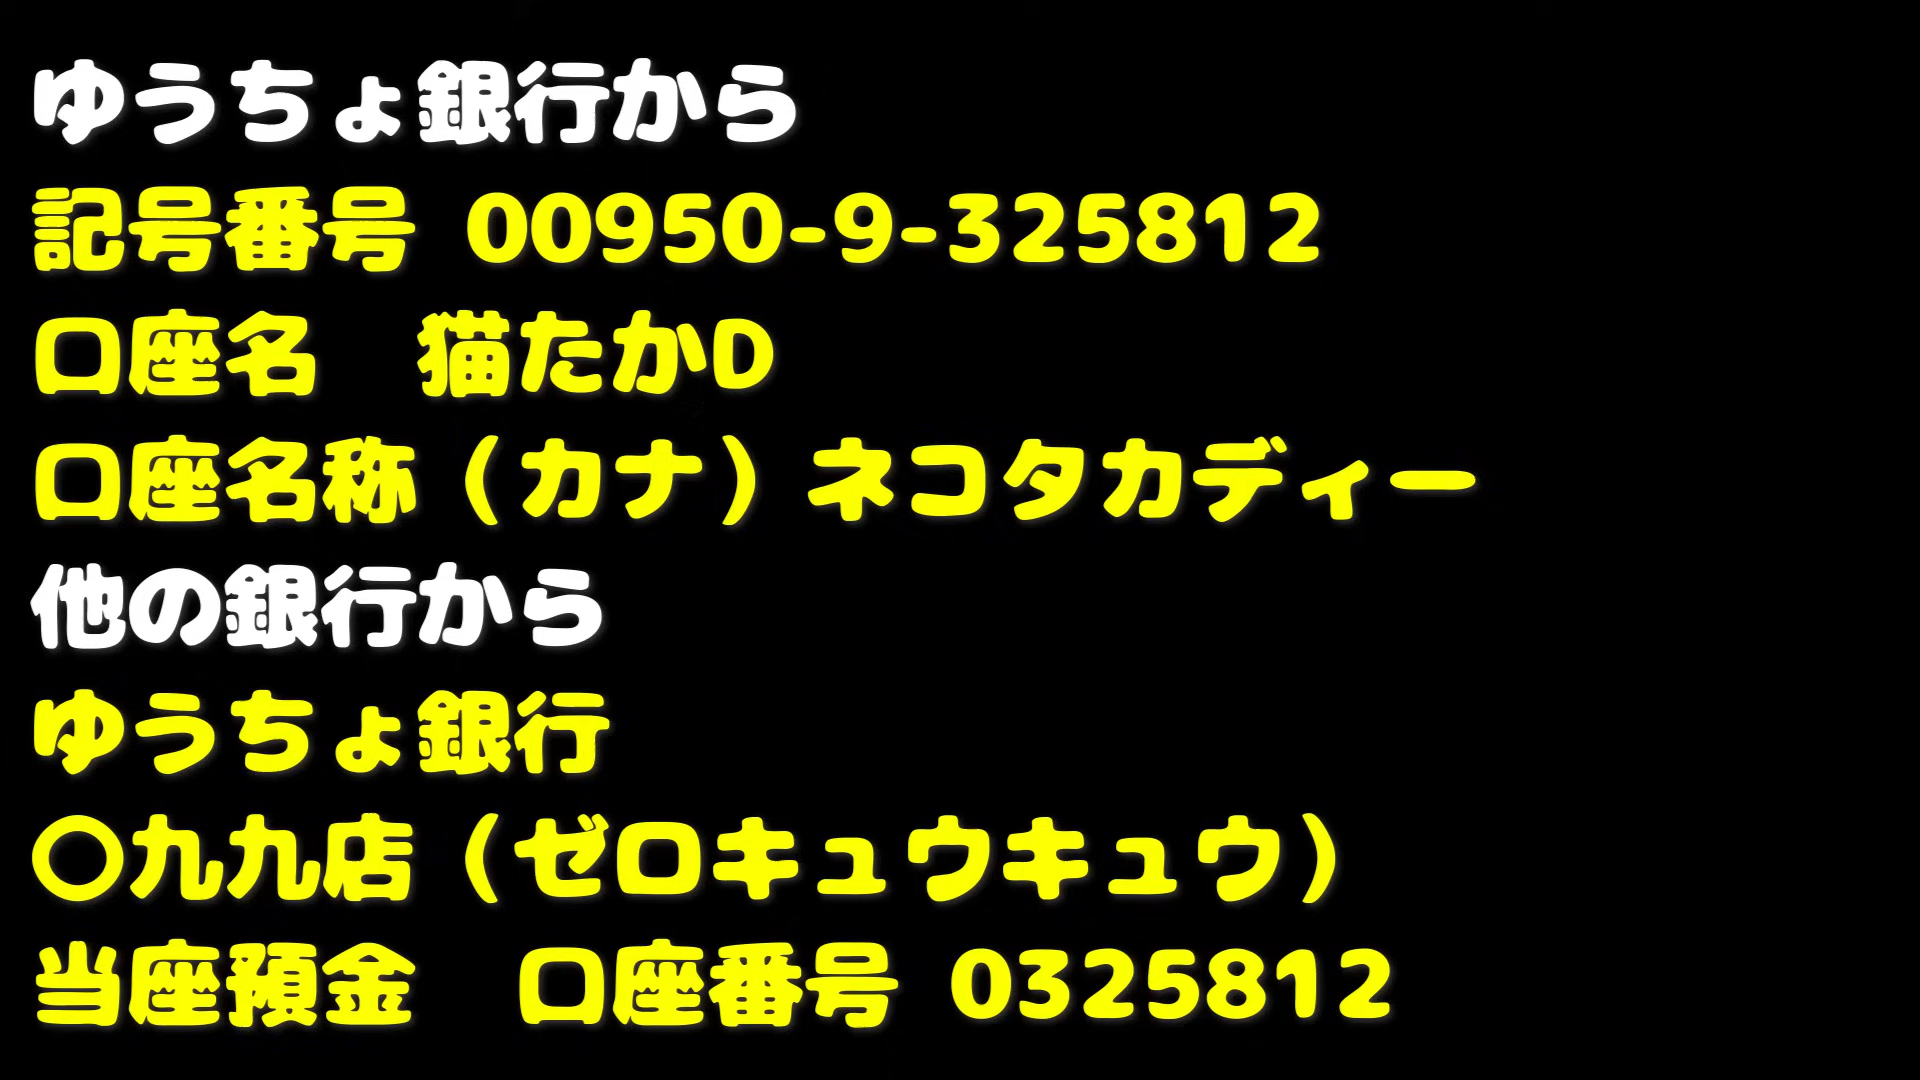 ゆうちょ銀行から
記号番号 00950-9-325812
口座名　猫たかD
口座名称（カナ）ネコタカディー
他の銀行から
ゆうちょ銀行
〇九九店（ゼロキュウキュウ）
当座預金　口座番号 0325812